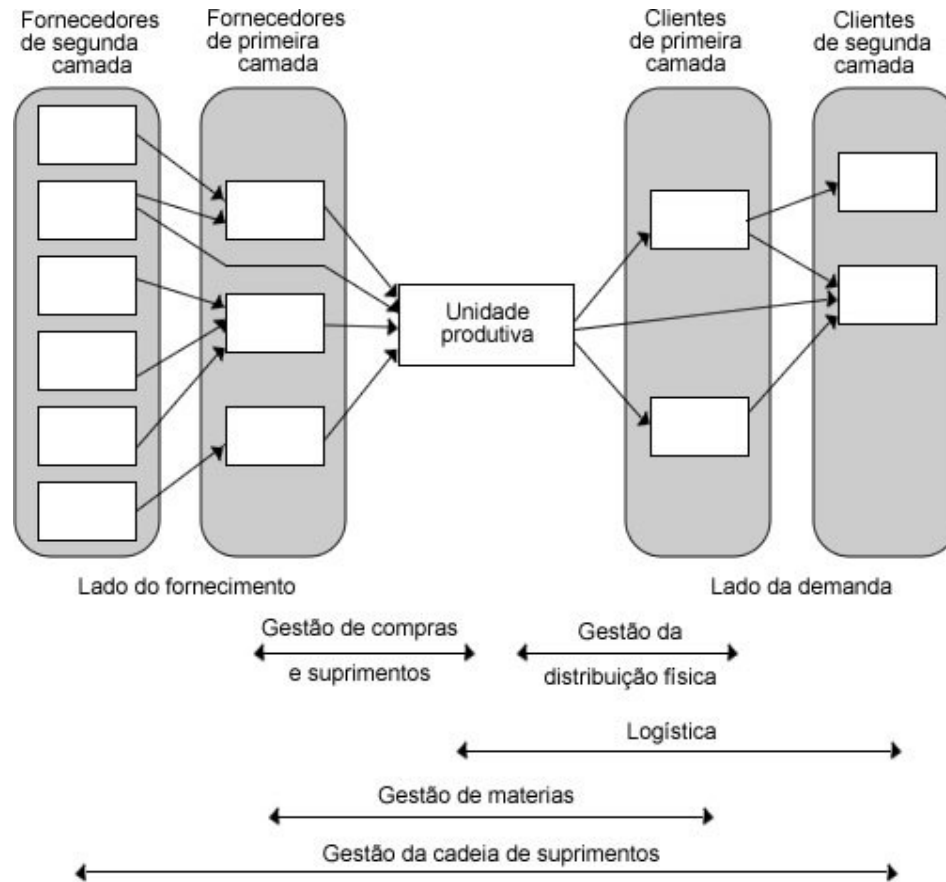 Fornecedores
de segunda
camada
Fornecedores
de primeira
camada
Clientes
de primeira
camada
Clientes
de segunda
camada
Unidade
produtiva
Lado do fornecimento
Lado da demanda
Gestão de compras
e suprimentos
Gestão da
distribuição física
Logística
Gestão de materias
Gestão da cadeia de suprimentos